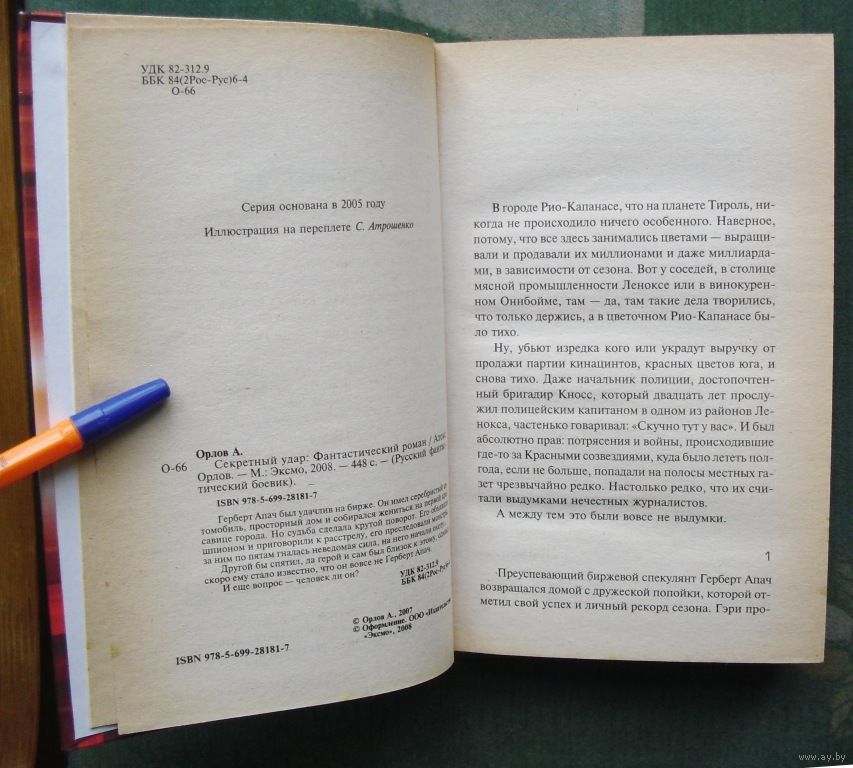 УДК 82-312.9
ББК 84(2Рос-Рус)6-4
О-66
Серия основана в 2005 году
Иллюстрация на переплете С. Атрошенко
Орлов А.
О-66 Секретный удар: Фантастический роман /
Орлов. — М.: Эксмо, 2008. — 448 с. — (Русский
тический боевик).
ISBN 978-5-699-28181-7
Герберт Апач был удачлив на бирже. Он имел серебристый
томобиль, просторный дом и собирался жениться на первой
савице города. Но судьба сделала крутой поворот. Его
шпионом и приговорили к расстрелу, его преследовали
за ним по пятам гналась неведомая сила, на него начали
Другой бы спятил, да герой и сам был близок к этому,
скоро ему стало известно, что он вовсе не Герберт Апач.
И еще вопрос — человек ли он?
УДК 82-312.9
ББК 84(2Рос-Рус)
© Орлов А., 2007
© Оформление. ООО
«Эксмо», 2008
ISBN 978-5-699-28181-7
В городе Рио-Капанасе, что на планете Тироль, ни-
когда не происходило ничего особенного. Наверное,
потому, что все здесь занимались цветами — выращи-
вали и продавали их миллионами и даже миллиарда-
ми, в зависимости от сезона. Вот у соседей, в столице
мясной промышленности Леноксе или в винокурен-
ном Онибойме, там — да, там такие дела творились,
что только держись, а в цветочном Рио-Капанасе бы-
ло тихо.
Ну, убьют изредка кого или украдут выручку от
продажи партии кинацинтов, красных цветов юга, и
снова тихо. Даже начальник полиции, достопочтен-
ный бригадир Кносс, который двадцать лет прослу-
жил полицейским капитаном в одном из районов Ле-
нокса, частенько говаривал: «Скучно тут у вас». И был
абсолютно прав: потрясения и войны, происходившие
где-то за Красными созвездиями, куда было лететь пол-
года, если не больше, попадали на полосы местных га-
зет чрезвычайно редко. Настолько редко, что их счи-
тали выдумками нечестных журналистов.
А между тем это были вовсе не выдумки.
1
Преуспевающий биржевой спекулянт Герберт Апач
возвращался домой с дружеской попойки, которой от-
метил свой успех и личный рекорд сезона. Гэри про-
www.ay.by